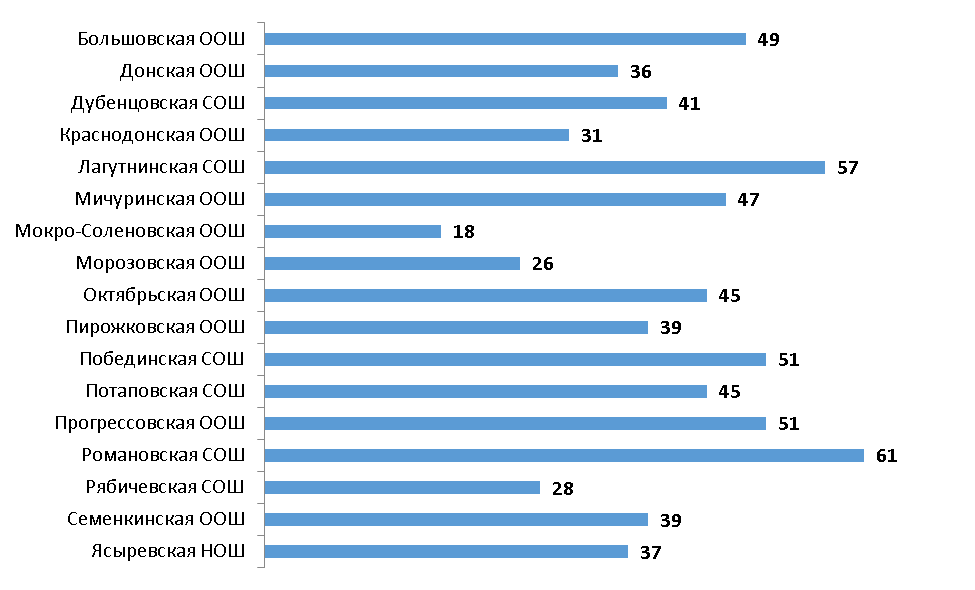 Большовская ООШ 49
Донская ООШ 36
Дубенцовская СОШ 41
Краснодонская ООШ 31
Лагутнинская СОШ 57
Мичуринская ООШ 47
Мокро-Соленовская ООШ 18
Морозовская ООШ 26
Октябрьская ООШ 45
Пирожковская ООШ 39
Побединская СОШ 51
Потаповская СОШ 45
Прогрессовская ООШ 51
Романовская СОШ 61
Рябичевская СОШ 28
Семенкинская ООШ 39
Ясыревская НОШ 37